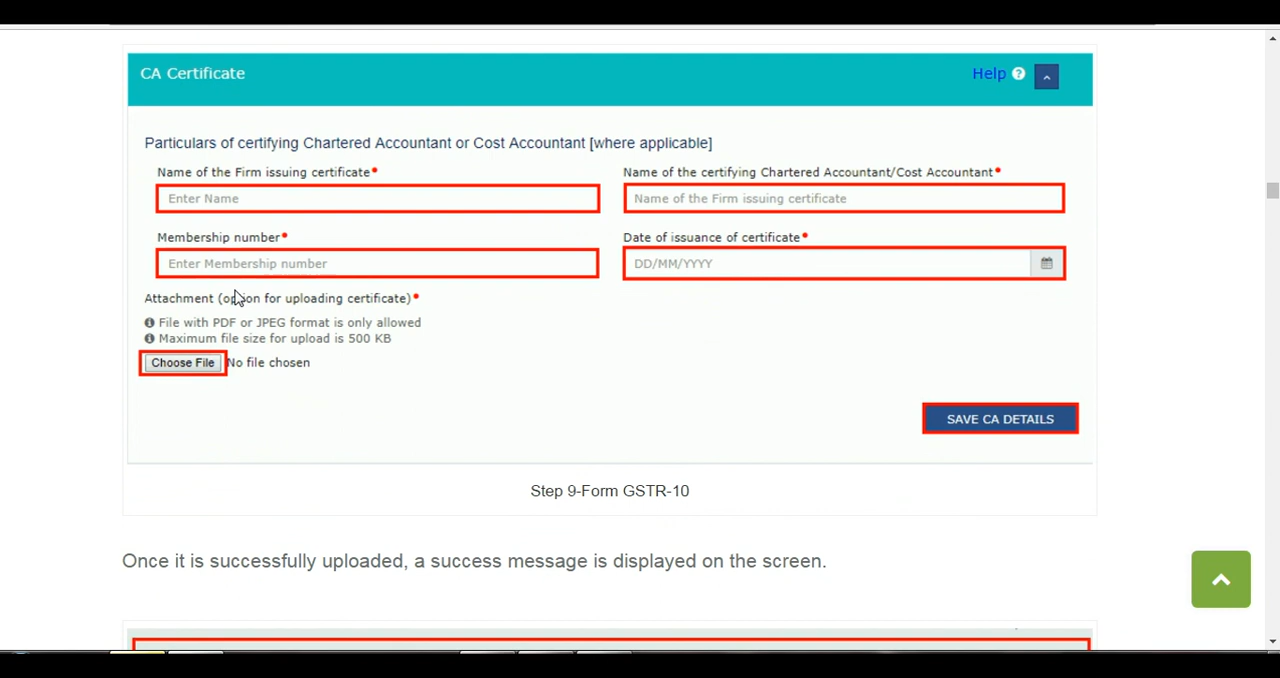 CA Certificate
Help ?
Particulars of certifying Chartered Accountant or Cost Accountant [where applicable]
Name of the Firm issuing certificate•
Name of the certifying Chartered Accountant/Cost Accountant•
Enter Name
Name of the Firm issuing certificate
Membership number•
Date of issuance of certificate•
Enter Membership number
DD/MM/YYYY
Attachment (option for uploading certificate)•
File with PDF or JPEG format is only allowed
Maximum file size for upload is 500 KB
Choose File No file chosen
SAVE CA DETAILS
Step 9-Form GSTR-10
Once it is successfully uploaded, a success message is displayed on the screen.